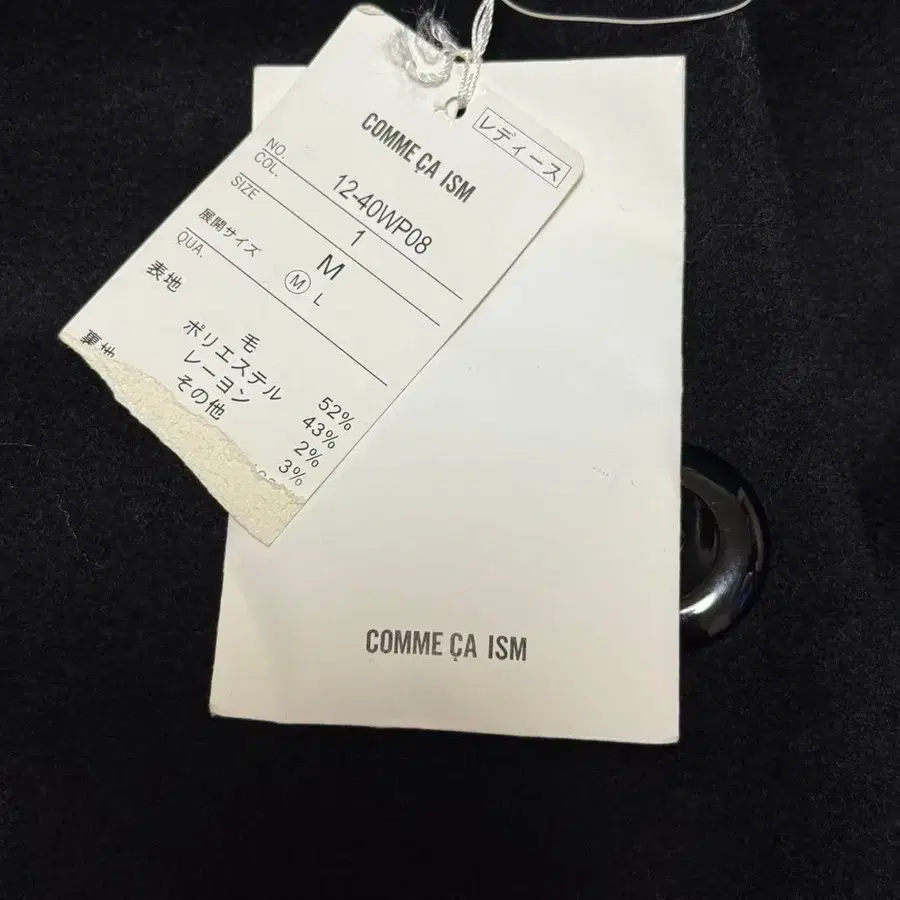 レディース
COMME ÇA ISM
NO. 12-40WP08
COL. 1
SIZE M
展開サイズ Ⓜ L
QUA.
表地
毛 52%
ポリエステル 43%
レーヨン 2%
その他 3%
裏地
COMME ÇA ISM